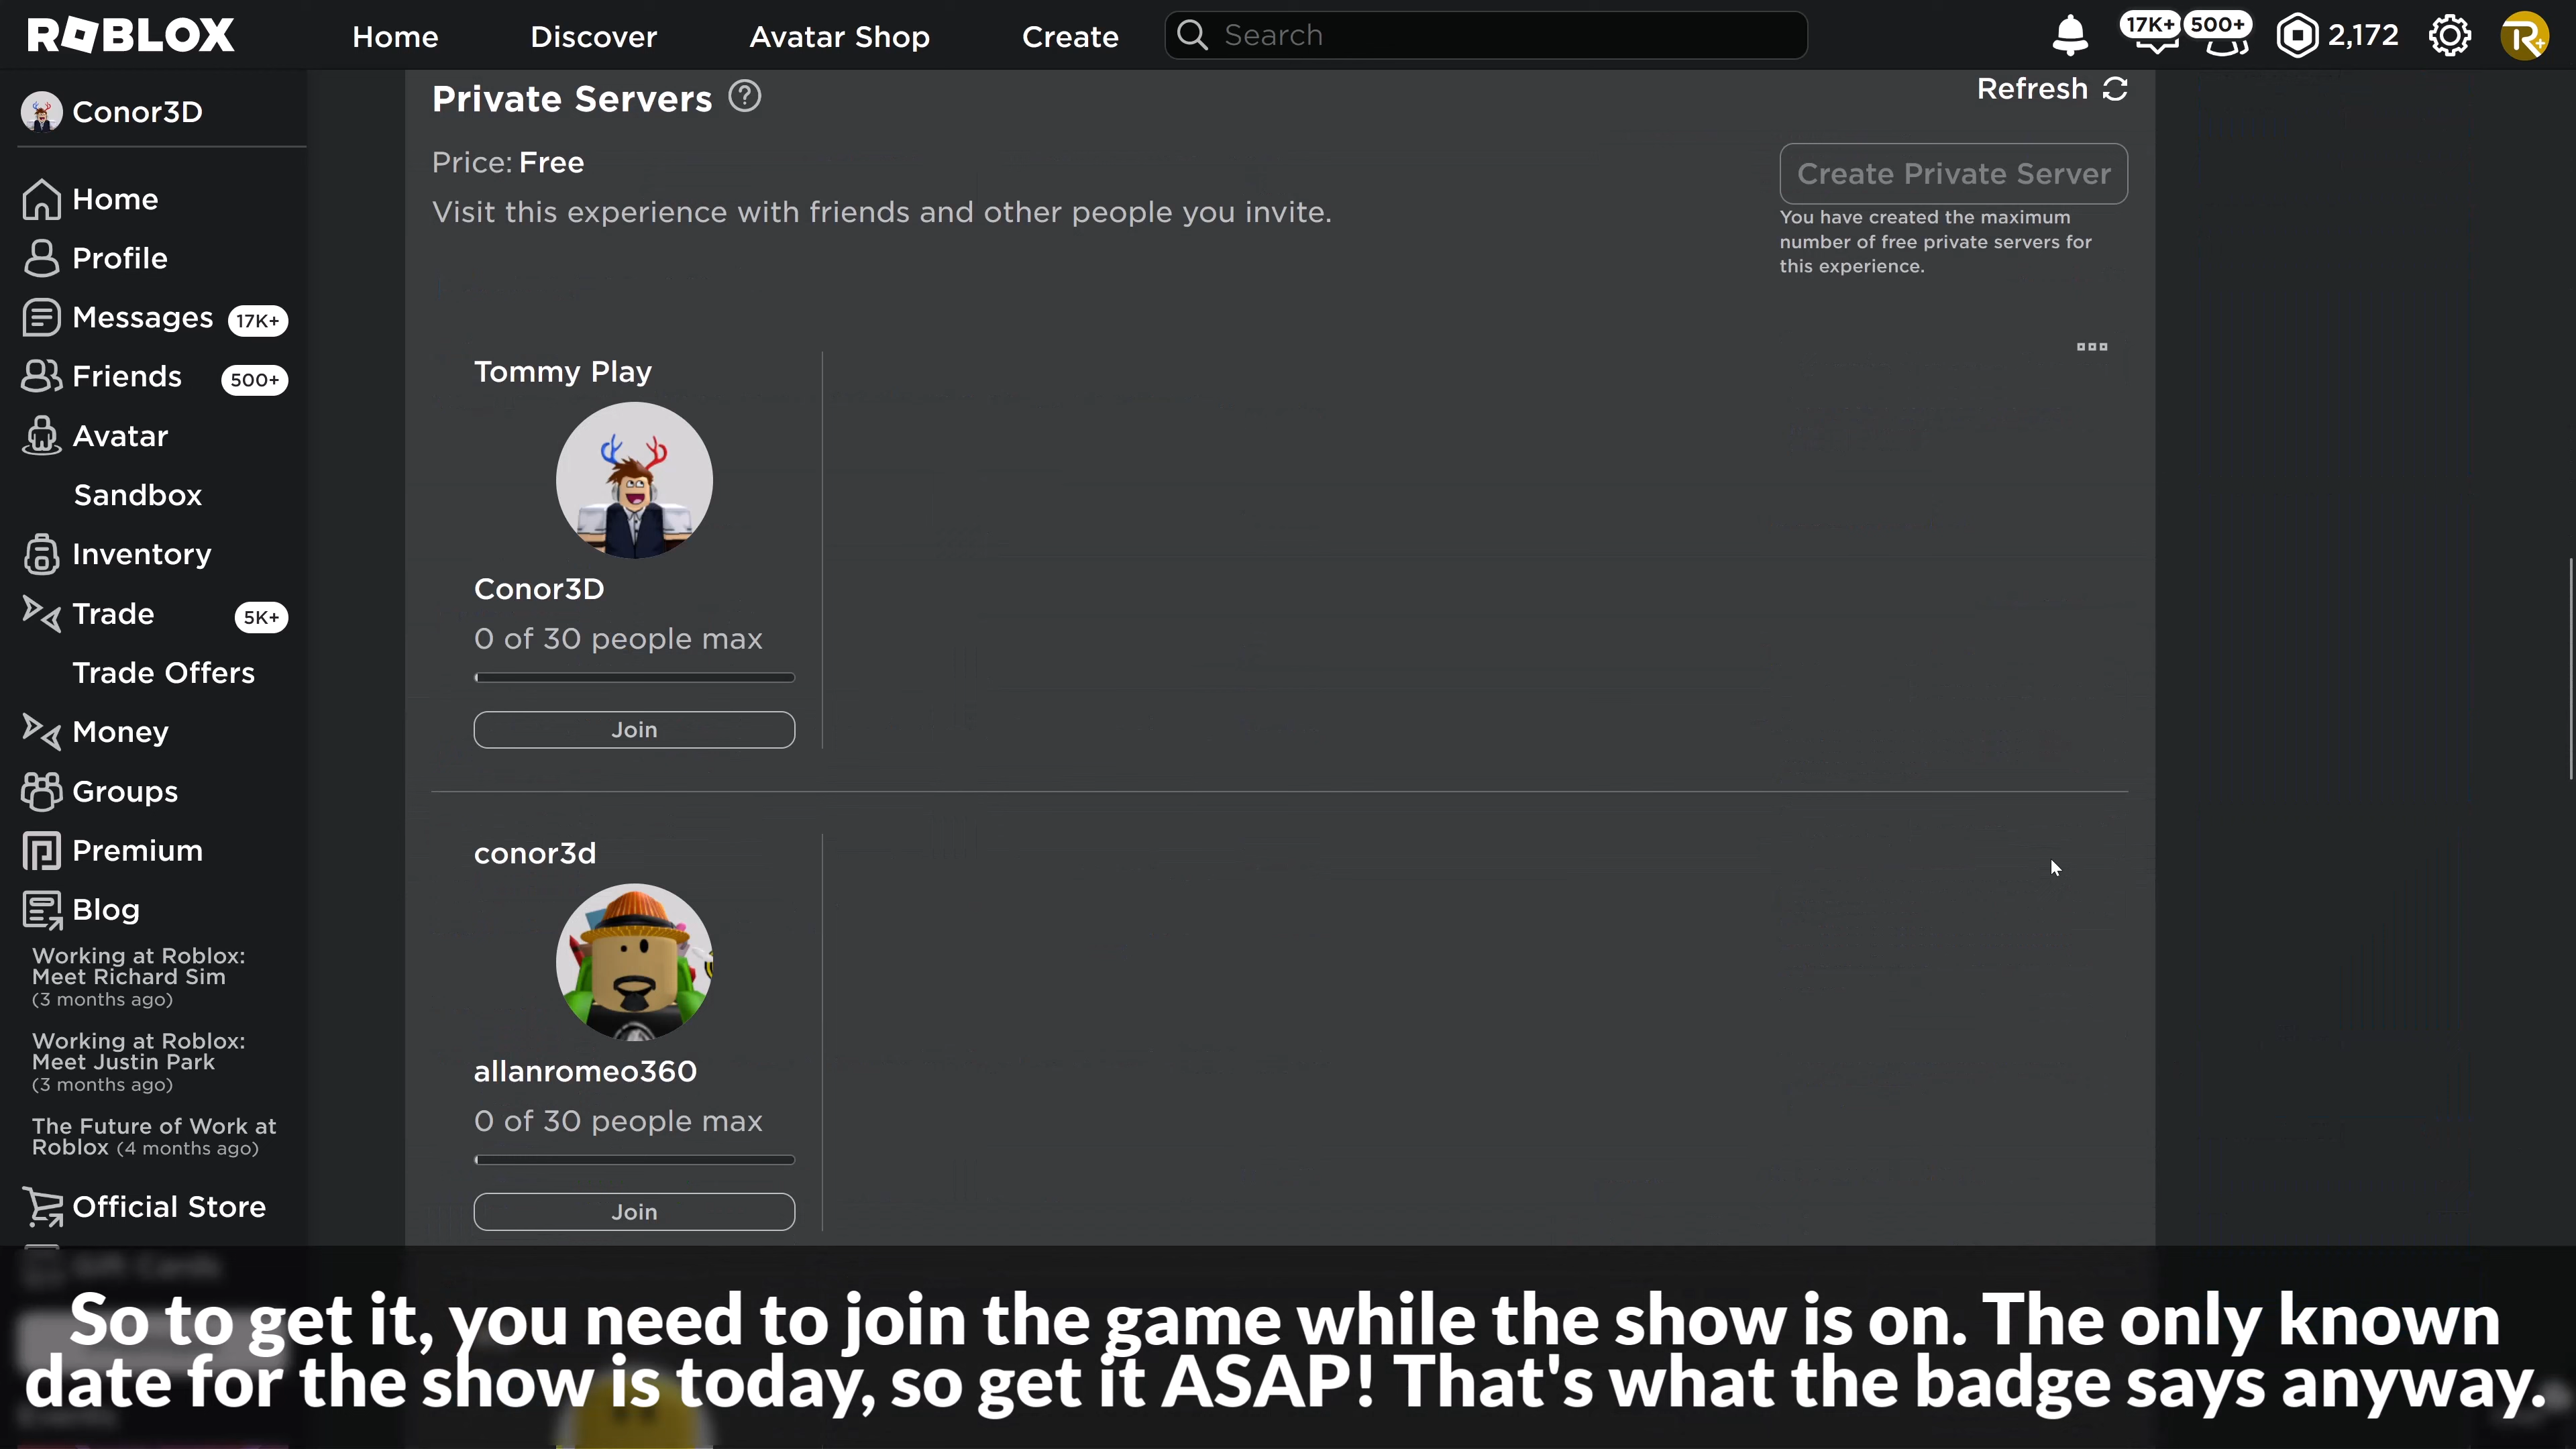 ROBLOX
Home
Discover
Avatar Shop
Create
Search
17K+
500+
2,172
Conor3D
Home
Profile
Messages 17K+
Friends 500+
Avatar
Sandbox
Inventory
Trade 5K+
Trade Offers
Money
Groups
Premium
Blog
Working at Roblox:
Meet Richard Sim
(3 months ago)
Working at Roblox:
Meet Justin Park
(3 months ago)
The Future of Work at
Roblox (4 months ago)
Official Store
Gift Cards
Events
Private Servers ?
Refresh
Price: Free
Visit this experience with friends and other people you invite.
Create Private Server
You have created the maximum
number of free private servers for
this experience.
Tommy Play
Conor3D
0 of 30 people max
Join
conor3d
allanromeo360
0 of 30 people max
Join
So to get it, you need to join the game while the show is on. The only known
date for the show is today, so get it ASAP! That's what the badge says anyway.